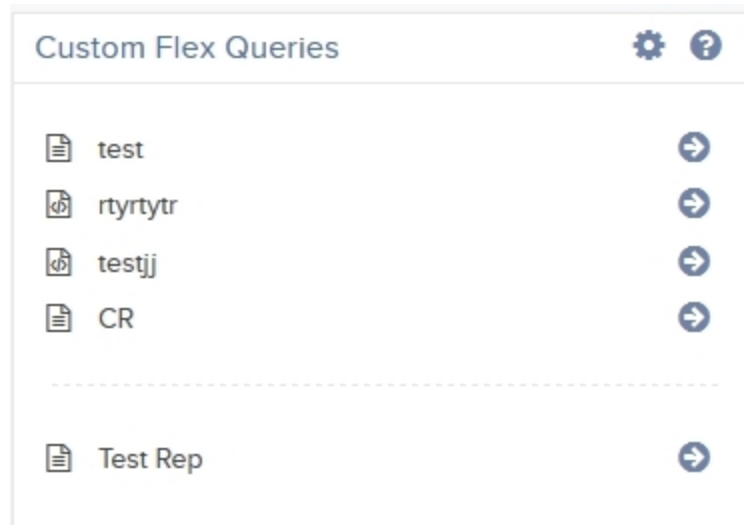 Custom Flex Queries
test
rtyrtytr
testjj
CR
Test Rep